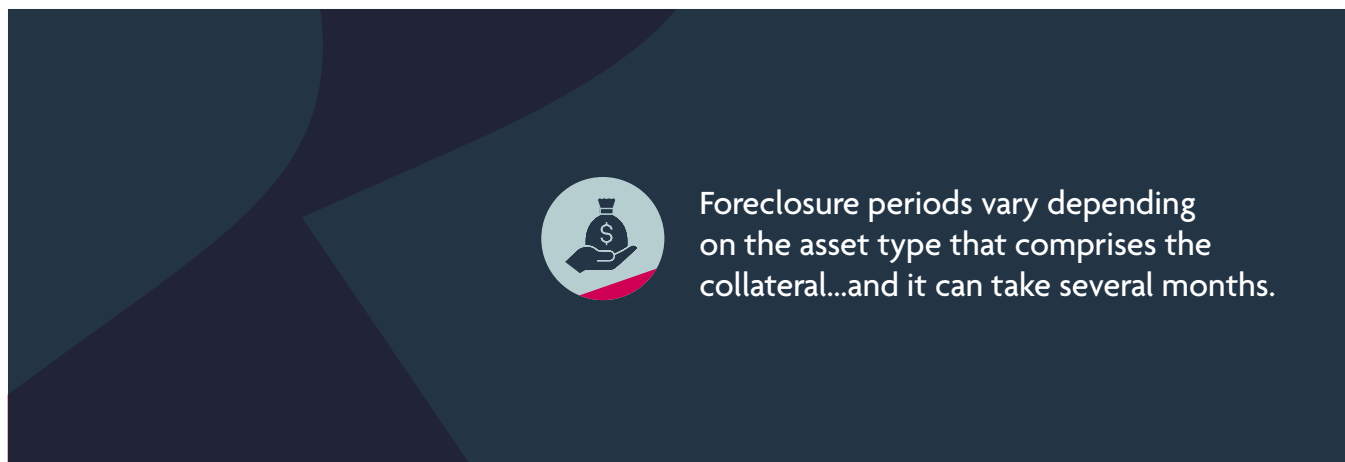 $
Foreclosure periods vary depending
on the asset type that comprises the
collateral...and it can take several months.